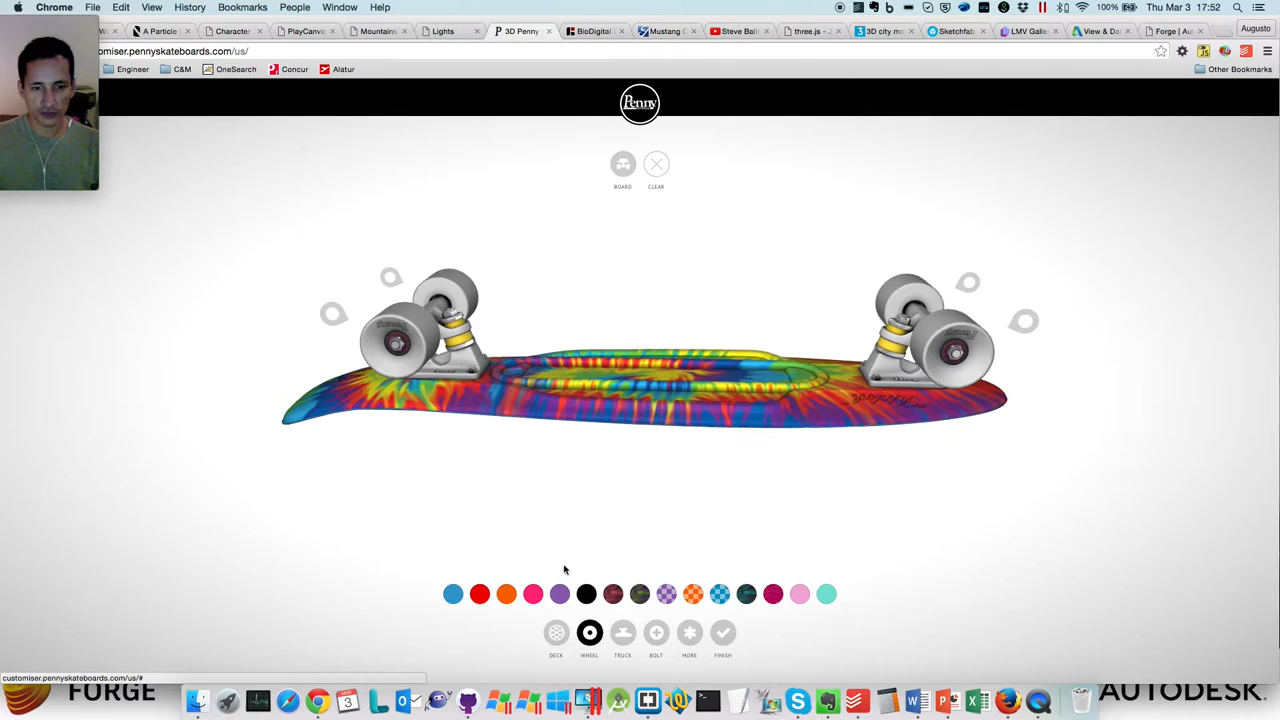 Chrome File Edit View History Bookmarks People Window Help 100% Thu Mar 3 17:52
A Particle Character PlayCanva Mountains Lights 3D Penny BioDigital Mustang C Steve Ball three.js - 3D city mo Sketchfab LMV Galle View & Da Forge | Au Augusto
tomiser.pennyskateboards.com/us/
Engineer C&M OneSearch Concur Alatur Other Bookmarks
Penny
BOARD CLEAR
DECK WHEEL TRUCK BOLT MORE FINISH
customiser.pennyskateboards.com/us/#
FORGE AUTODESK.